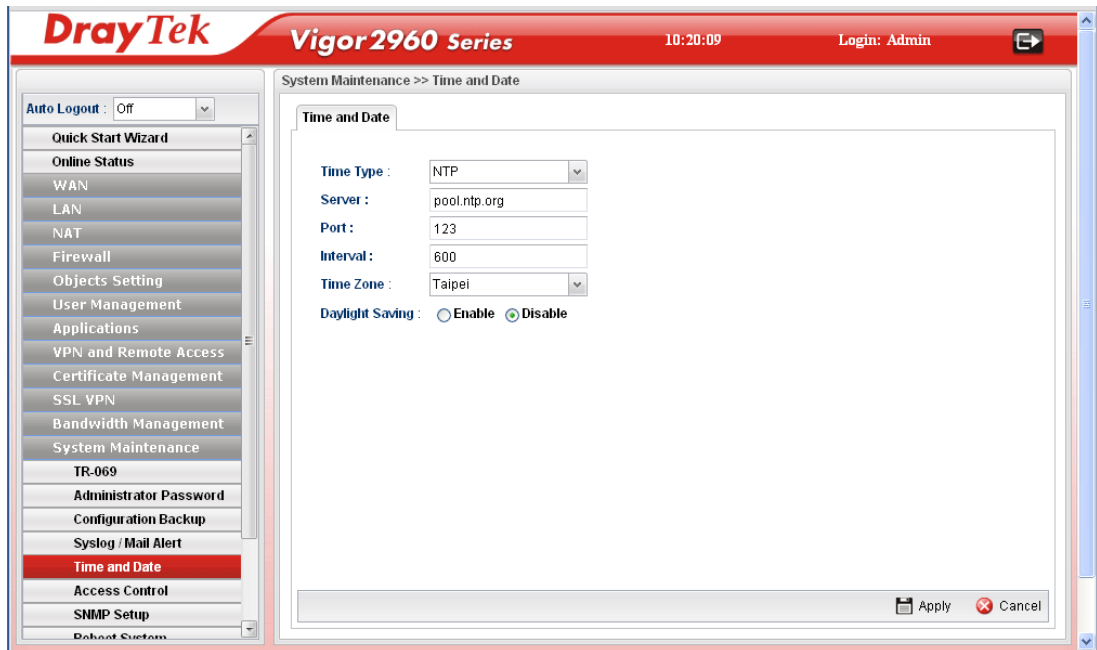 DrayTek
Vigor2960 Series
10:20:09
Login: Admin
Auto Logout : Off
Quick Start Wizard
Online Status
WAN
LAN
NAT
Firewall
Objects Setting
User Management
Applications
VPN and Remote Access
Certificate Management
SSL VPN
Bandwidth Management
System Maintenance
TR-069
Administrator Password
Configuration Backup
Syslog / Mail Alert
Time and Date
Access Control
SNMP Setup
Reboot System
System Maintenance >> Time and Date
Time and Date
Time Type : NTP
Server : pool.ntp.org
Port : 123
Interval : 600
Time Zone : Taipei
Daylight Saving : Enable Disable
Apply Cancel